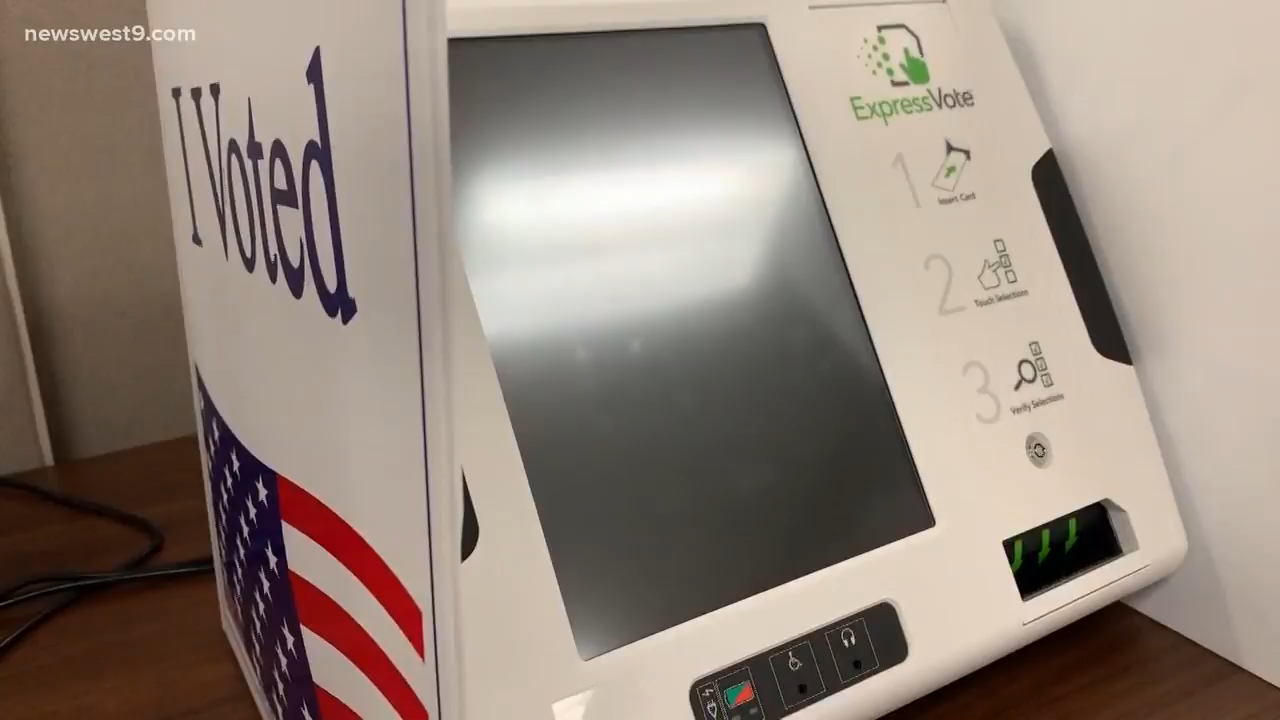 newswest9.com
I Voted
ExpressVote
1
Insert Card
2
Touch Selections
3
Verify Selections